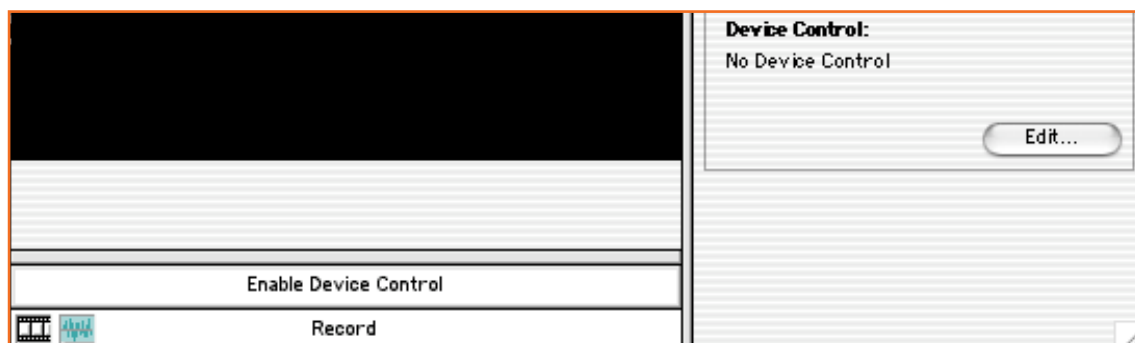 Device Control:
No Device Control
Edit...
Enable Device Control
Record